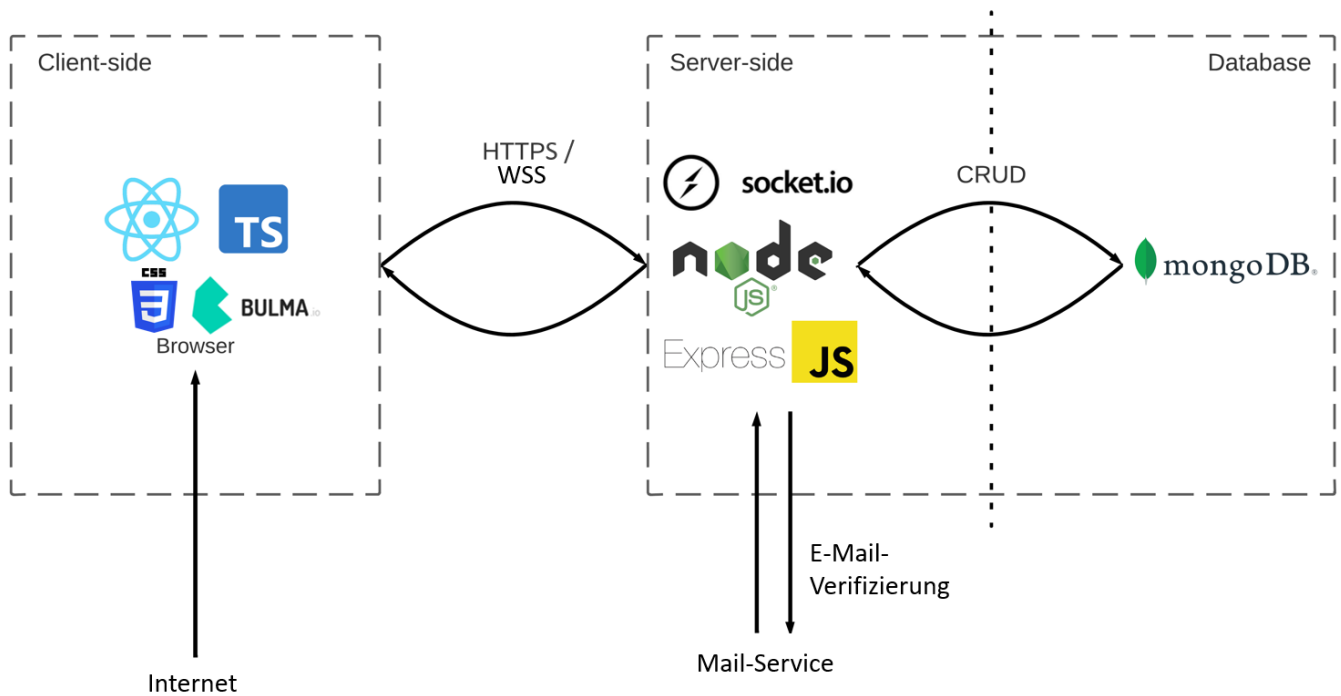 Client-side
Server-side
Database
HTTPS /
WSS
socket.io
CRUD
TS
node
JS
mongoDB
CSS
3
BULMA.io
Browser
Express
JS
E-Mail-
Verifizierung
Mail-Service
Internet